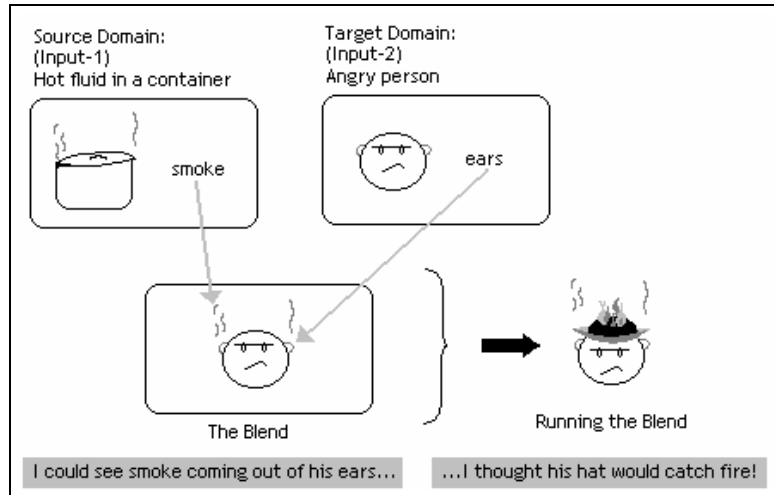 Source Domain:
(Input-1)
Hot fluid in a container
Target Domain:
(Input-2)
Angry person
smoke
ears
The Blend
Running the Blend
I could see smoke coming out of his ears...
...I thought his hat would catch fire!